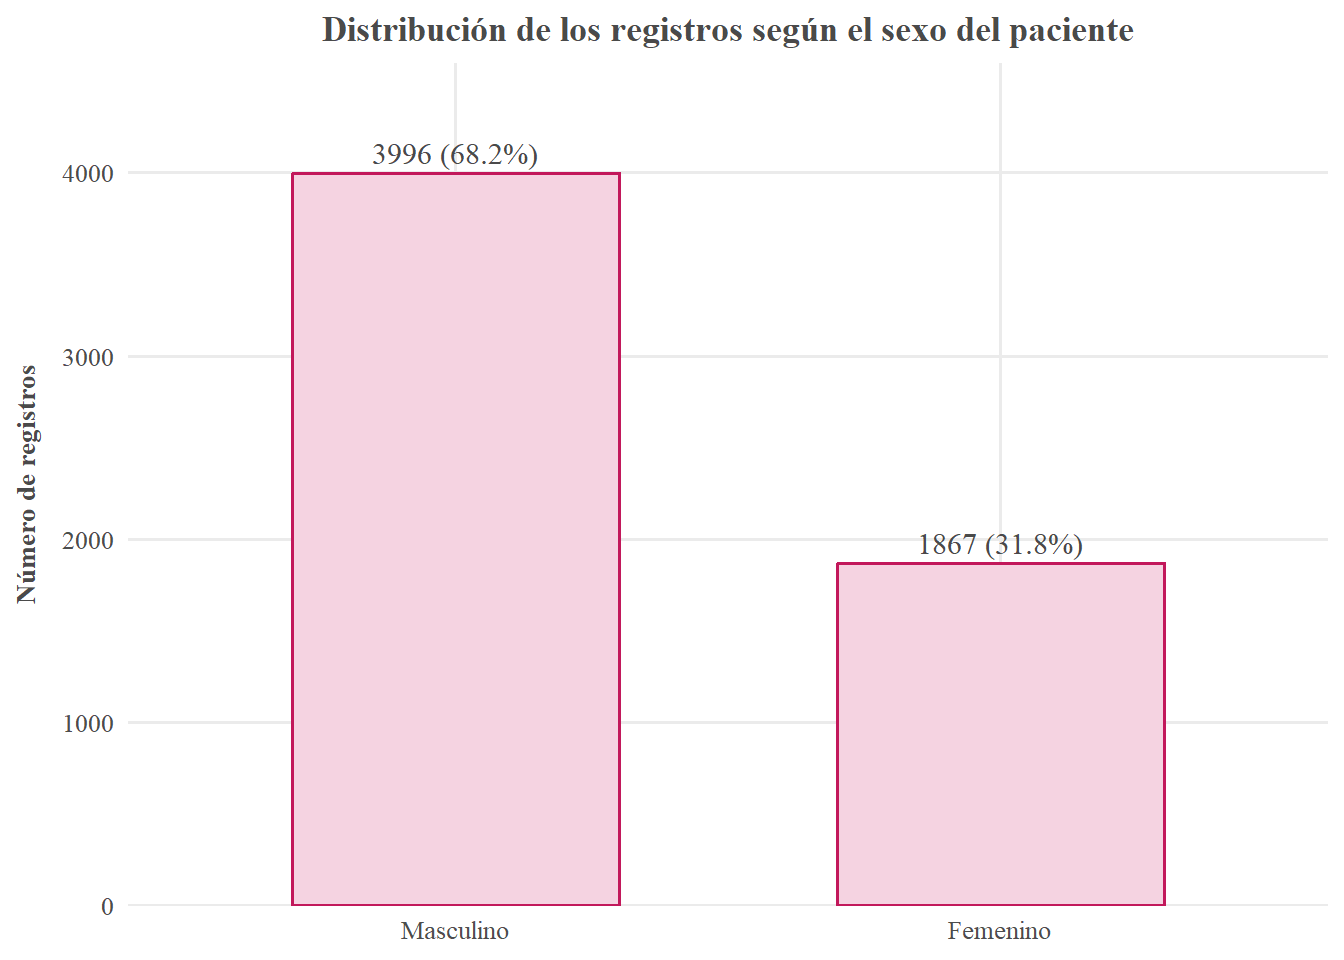 Distribución de los registros según el sexo del paciente
3996 (68.2%)
4000
3000
Número de registros
2000
1867 (31.8%)
1000
0
Masculino
Femenino